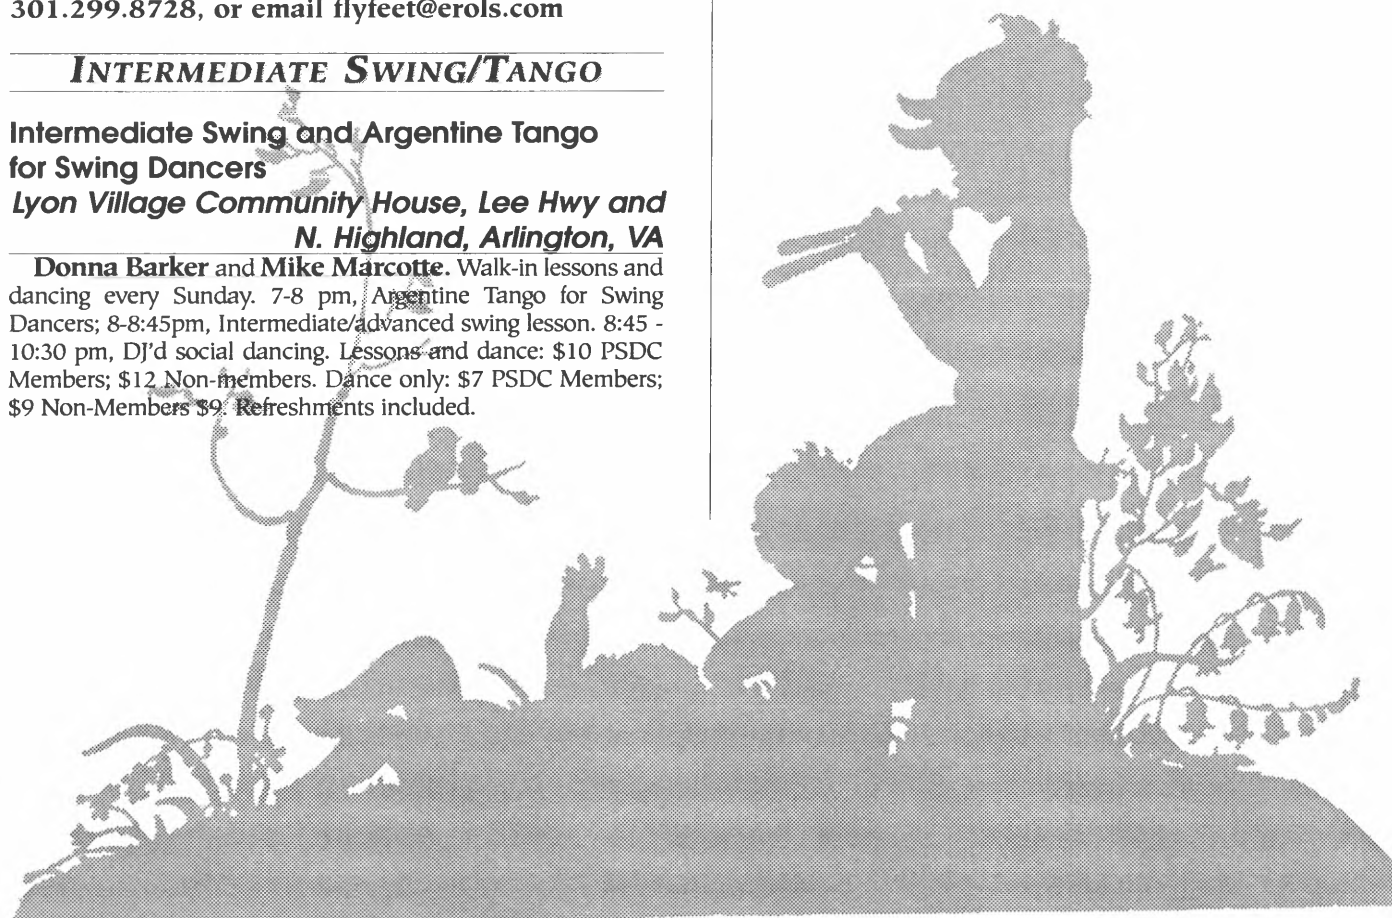 301.299.8728, or email flyfeet@erols.com
INTERMEDIATE SWING/TANGO
Intermediate Swing and Argentine Tango
for Swing Dancers
Lyon Village Community House, Lee Hwy and
N. Highland, Arlington, VA
Donna Barker and Mike Marcotte. Walk-in lessons and
dancing every Sunday. 7-8 pm, Argentine Tango for Swing
Dancers; 8-8:45pm, Intermediate/advanced swing lesson. 8:45 -
10:30 pm, DJ'd social dancing. Lessons and dance: $10 PSDC
Members; $12 Non-members. Dance only: $7 PSDC Members;
$9 Non-Members $9. Refreshments included.